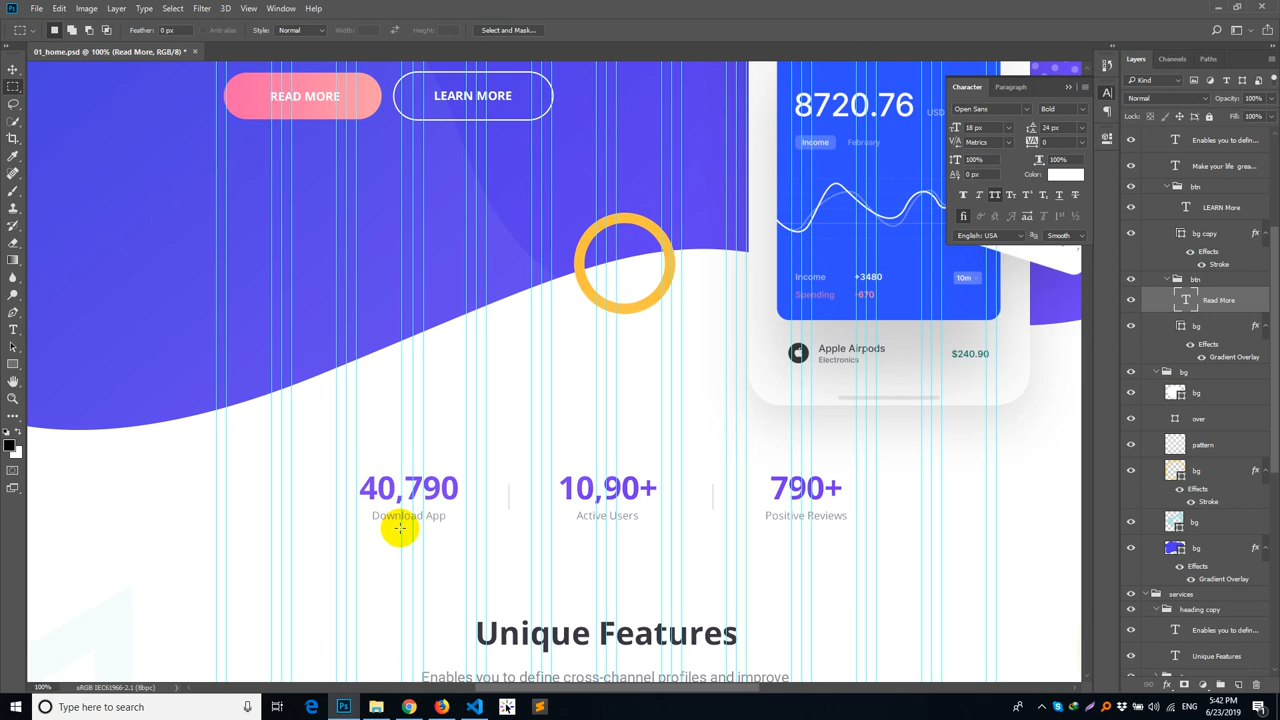 Ps File Edit Image Layer Type Select Filter 3D View Window Help
Feather: 0 px Anti-alias Style: Normal Width: Height: Select and Mask...
01_home.psd @ 100% (Read More, RGB/8) *
READ MORE
LEARN MORE
8720.76 USD
Income February
Income +3480
Spending -670
10m
Apple Airpods
Electronics
$240.90
40,790
Download App
10,90+
Active Users
790+
Positive Reviews
Unique Features
Enables you to define cross-channel profiles and improve
Character Paragraph
Open Sans Bold
18 px 24 px
Metrics 0
100% 100%
0 px Color:
English: USA Smooth
Layers Channels Paths
Kind
Normal Opacity: 100%
Lock: Fill: 100%
Enables you to defin...
Make your life grea...
btn
LEARN More
bg copy fx
Effects
Stroke
btn
Read More
bg fx
Effects
Gradient Overlay
bg
bg
over
pattern
bg fx
Effects
Stroke
bg
bg fx
Effects
Gradient Overlay
services
heading copy
Enables you to defin...
Unique Features
100% sRGB IEC61966-2.1 (8bpc)
Type here to search
ENG
5:42 PM
6/23/2019